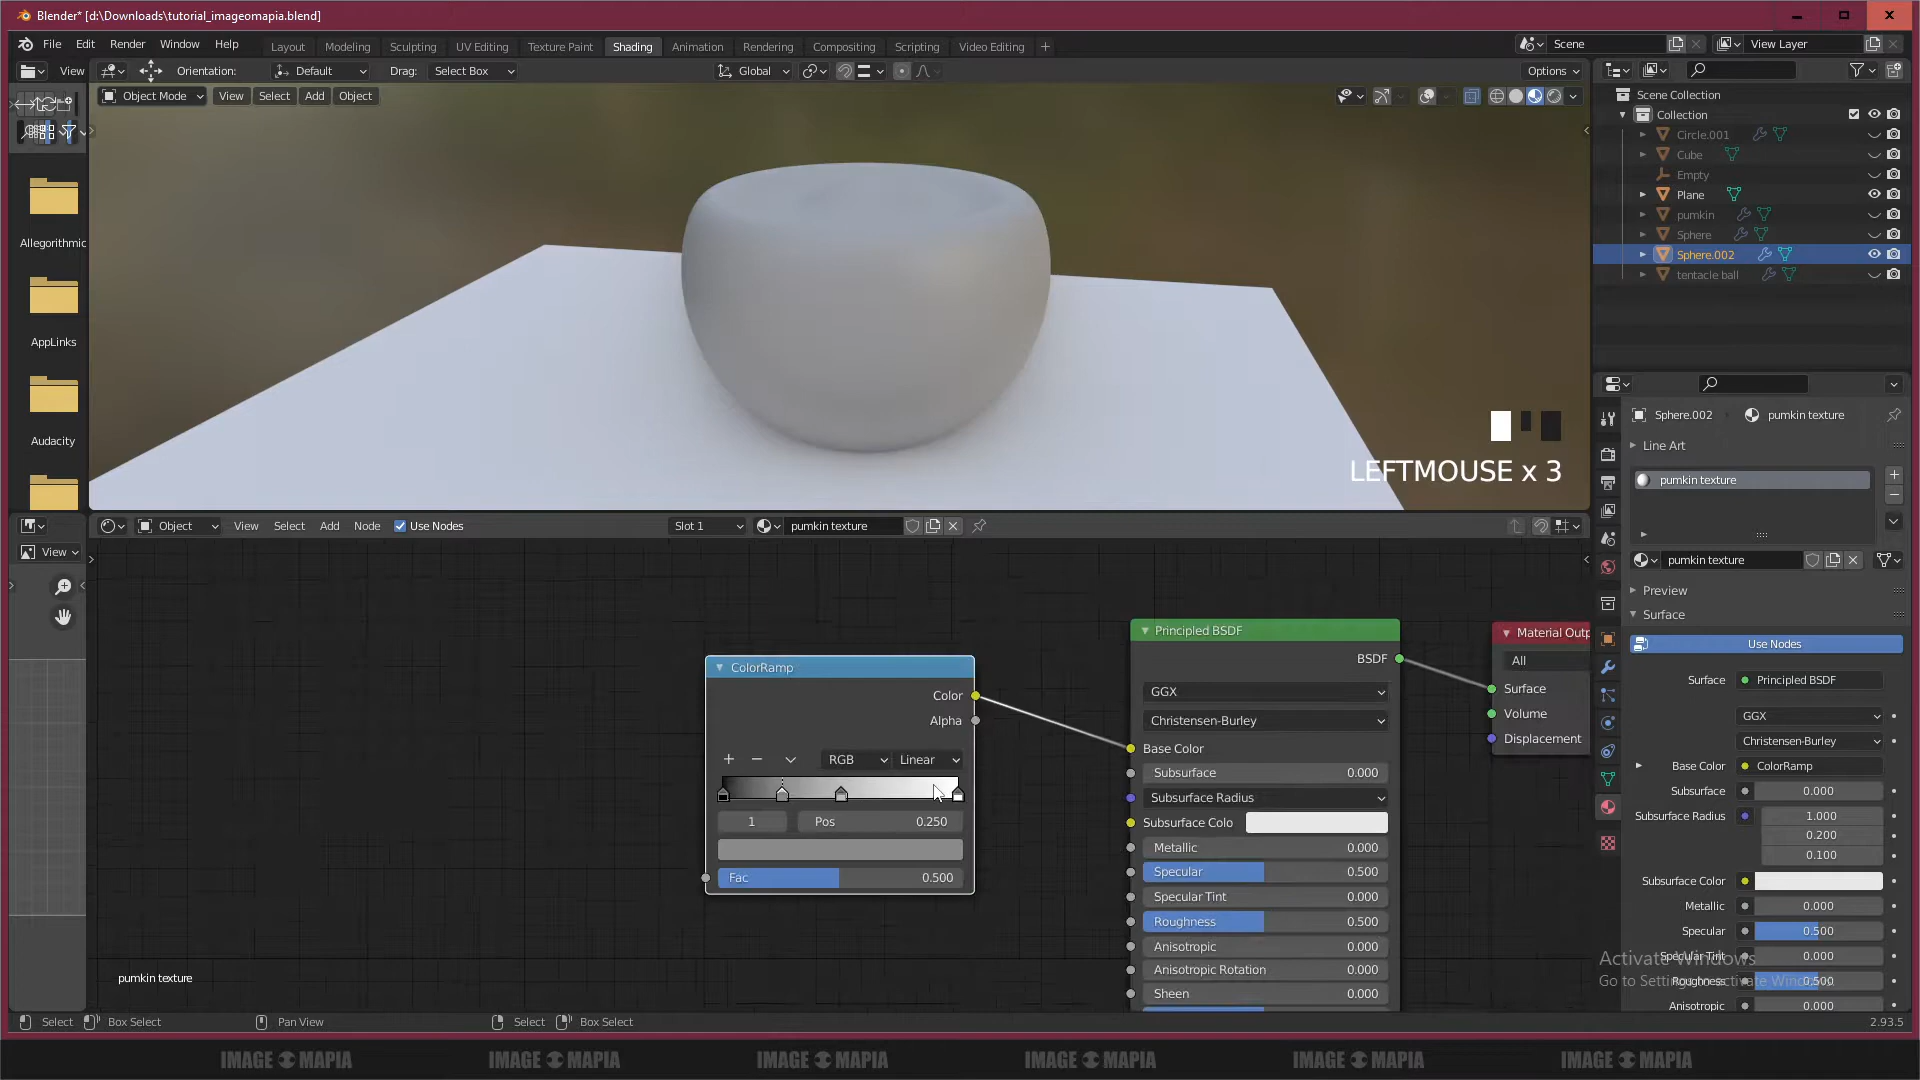 Blender* [d:\Downloads\tutorial_imageomapia.blend]
File Edit Render Window Help Layout Modeling Sculpting UV Editing Texture Paint Shading Animation Rendering Compositing Scripting Video Editing + Scene View Layer
View Orientation: Default Drag: Select Box Global Options
Object Mode View Select Add Object
Allegorithmic
AppLinks
Audacity
LEFTMOUSE x 3
Scene Collection
Collection
Circle.001
Cube
Empty
Plane
pumkin
Sphere
Sphere.002
tentacle ball
Sphere.002 pumkin texture
Line Art
pumkin texture
pumkin texture
Preview
Surface
Use Nodes
Surface Principled BSDF
GGX
Christensen-Burley
Base Color ColorRamp
Subsurface 0.000
Subsurface Radius 1.000
0.200
0.100
Subsurface Color
Metallic 0.000
Specular 0.500
Specular Tint 0.000
Roughness 0.500
Anisotropic 0.000
Activate Windows
Go to Settings to activate Windows.
Object View Select Add Node Use Nodes Slot 1 pumkin texture
View
ColorRamp
Color
Alpha
RGB Linear
1 Pos 0.250
Fac 0.500
Principled BSDF
BSDF
GGX
Christensen-Burley
Base Color
Subsurface 0.000
Subsurface Radius
Subsurface Colo
Metallic 0.000
Specular 0.500
Specular Tint 0.000
Roughness 0.500
Anisotropic 0.000
Anisotropic Rotation 0.000
Sheen 0.000
Material Outp
All
Surface
Volume
Displacement
pumkin texture
Select Box Select Pan View Select Box Select 2.93.5
IMAGE MAPIA IMAGE MAPIA IMAGE MAPIA IMAGE MAPIA IMAGE MAPIA IMAGE MAPIA